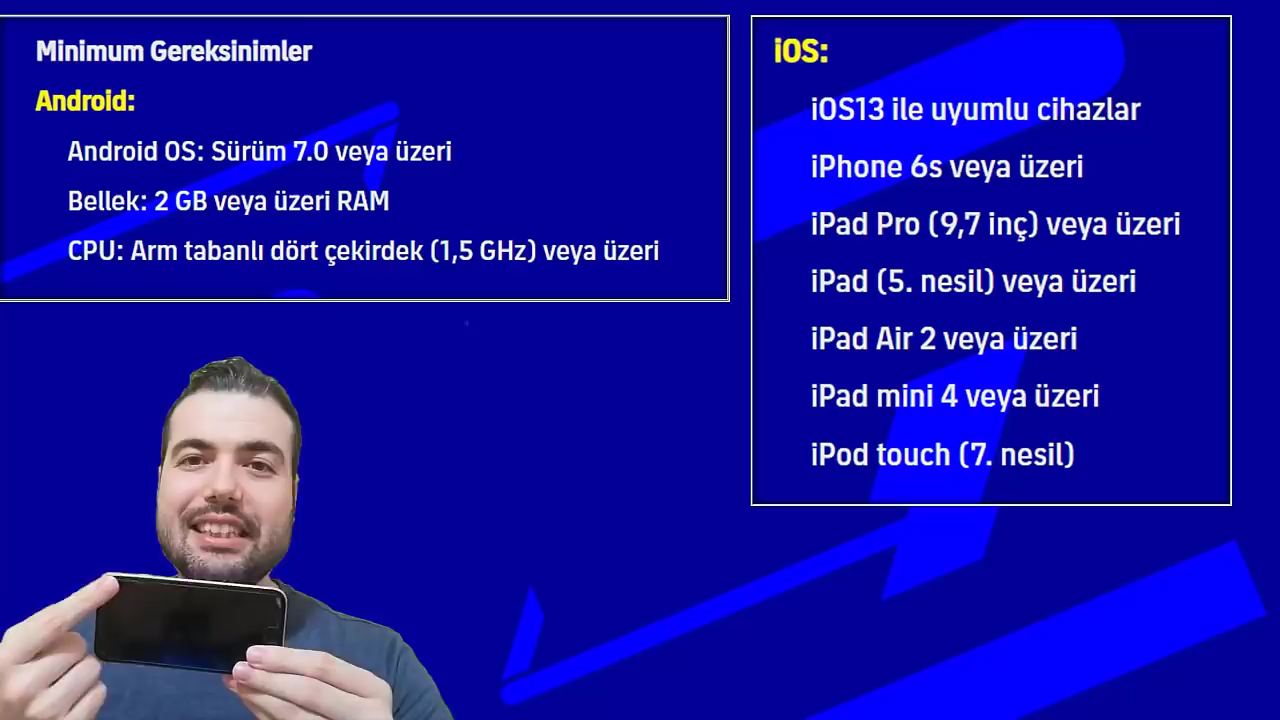 Minimum Gereksinimler
Android:
Android OS: Sürüm 7.0 veya üzeri
Bellek: 2 GB veya üzeri RAM
CPU: Arm tabanlı dört çekirdek (1,5 GHz) veya üzeri
iOS:
iOS13 ile uyumlu cihazlar
iPhone 6s veya üzeri
iPad Pro (9,7 inç) veya üzeri
iPad (5. nesil) veya üzeri
iPad Air 2 veya üzeri
iPad mini 4 veya üzeri
iPod touch (7. nesil)